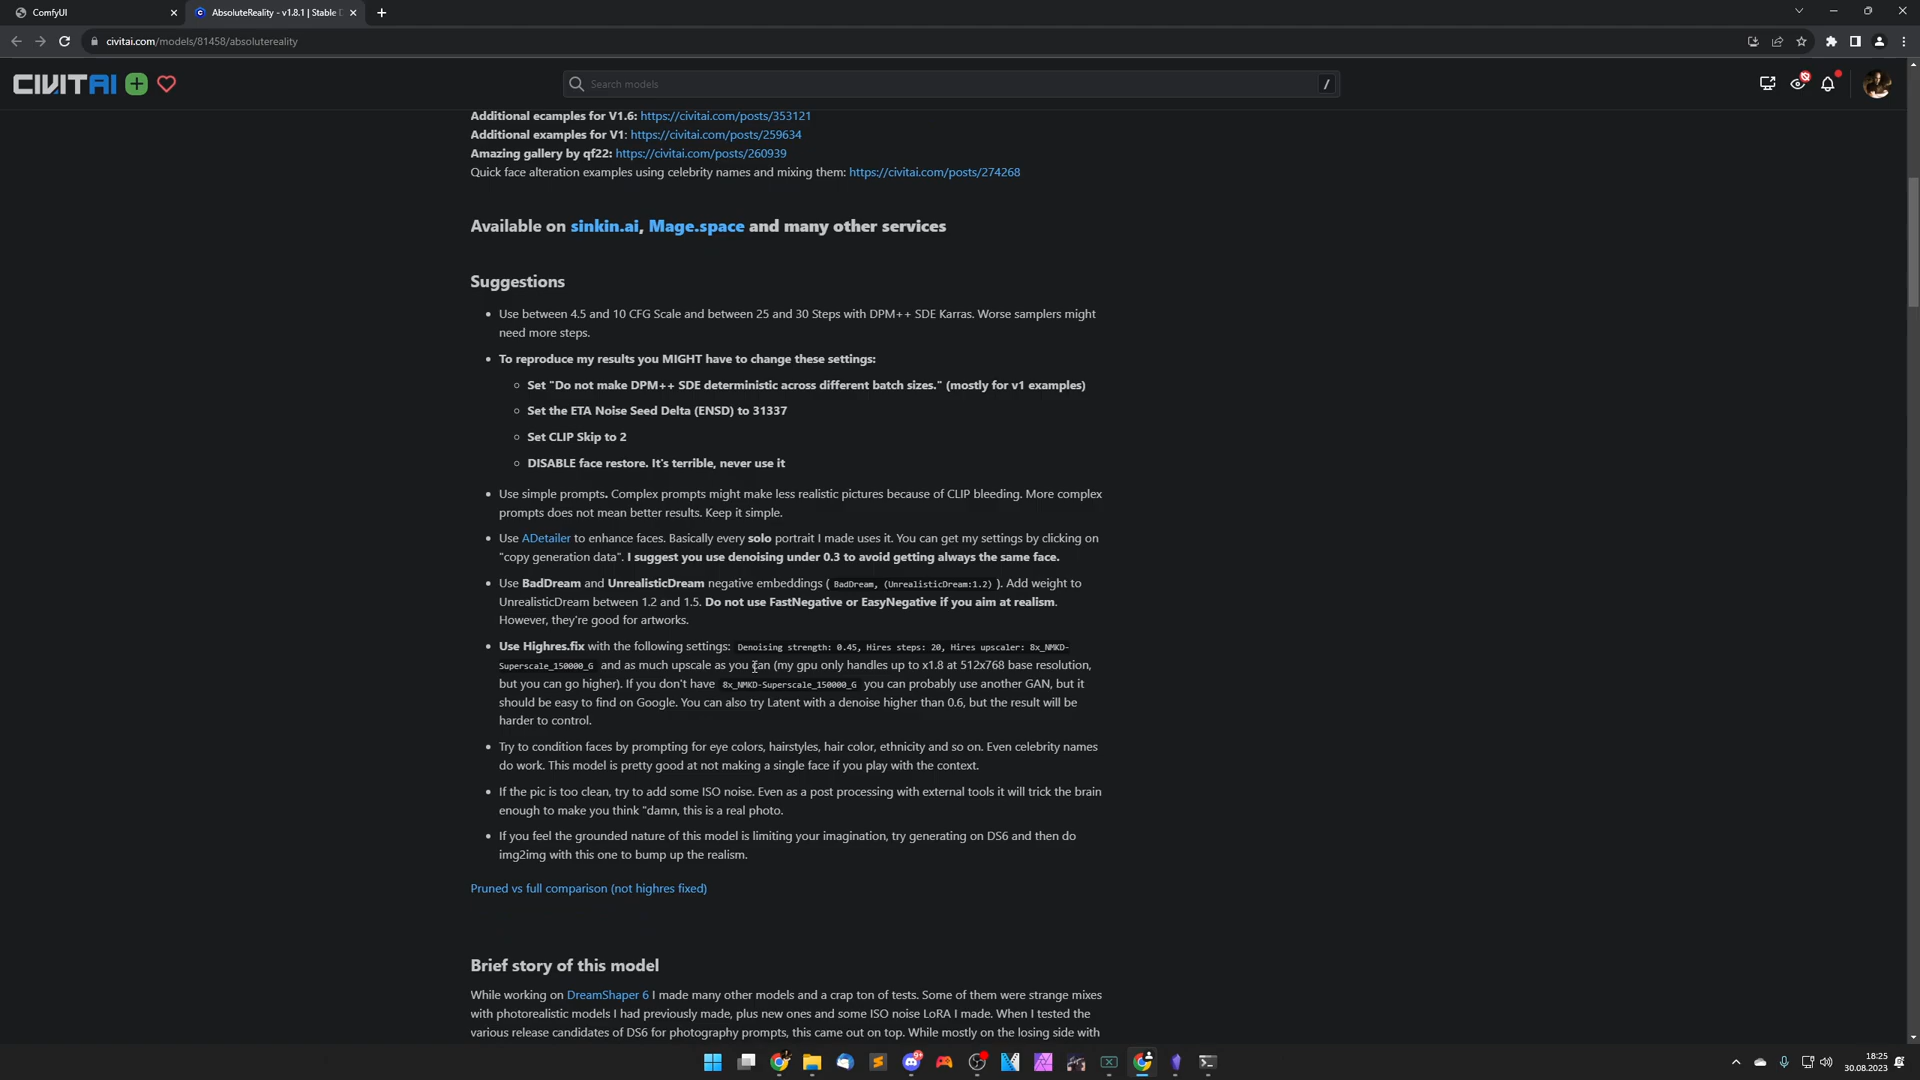 ComfyUI
AbsoluteReality - v1.8.1 | Stable D
civitai.com/models/81458/absolutereality
CIVITAI
Search models
/
Additional ecamples for V1.6: https://civitai.com/posts/353121
Additional examples for V1: https://civitai.com/posts/259634
Amazing gallery by qf22: https://civitai.com/posts/260939
Quick face alteration examples using celebrity names and mixing them: https://civitai.com/posts/274268
Available on sinkin.ai, Mage.space and many other services
Suggestions
Use between 4.5 and 10 CFG Scale and between 25 and 30 Steps with DPM++ SDE Karras. Worse samplers might
need more steps.
To reproduce my results you MIGHT have to change these settings:
Set "Do not make DPM++ SDE deterministic across different batch sizes." (mostly for v1 examples)
Set the ETA Noise Seed Delta (ENSD) to 31337
Set CLIP Skip to 2
DISABLE face restore. It's terrible, never use it
Use simple prompts. Complex prompts might make less realistic pictures because of CLIP bleeding. More complex
prompts does not mean better results. Keep it simple.
Use ADetailer to enhance faces. Basically every solo portrait I made uses it. You can get my settings by clicking on
"copy generation data". I suggest you use denoising under 0.3 to avoid getting always the same face.
Use BadDream and UnrealisticDream negative embeddings ( BadDream, (UnrealisticDream:1.2) ). Add weight to
UnrealisticDream between 1.2 and 1.5. Do not use FastNegative or EasyNegative if you aim at realism.
However, they're good for artworks.
Use Highres.fix with the following settings: Denoising strength: 0.45, Hires steps: 20, Hires upscaler: 8x_NMKD-
Superscale_150000_G and as much upscale as you can (my gpu only handles up to x1.8 at 512x768 base resolution,
but you can go higher). If you don't have 8x_NMKD-Superscale_150000_G you can probably use another GAN, but it
should be easy to find on Google. You can also try Latent with a denoise higher than 0.6, but the result will be
harder to control.
Try to condition faces by prompting for eye colors, hairstyles, hair color, ethnicity and so on. Even celebrity names
do work. This model is pretty good at not making a single face if you play with the context.
If the pic is too clean, try to add some ISO noise. Even as a post processing with external tools it will trick the brain
enough to make you think "damn, this is a real photo.
If you feel the grounded nature of this model is limiting your imagination, try generating on DS6 and then do
img2img with this one to bump up the realism.
Pruned vs full comparison (not highres fixed)
Brief story of this model
While working on DreamShaper 6 I made many other models and a crap ton of tests. Some of them were strange mixes
with photorealistic models I had previously made, plus new ones and some ISO noise LoRA I made. When I tested the
various release candidates of DS6 for photography prompts, this came out on top. While mostly on the losing side with
18:25
30.08.2023